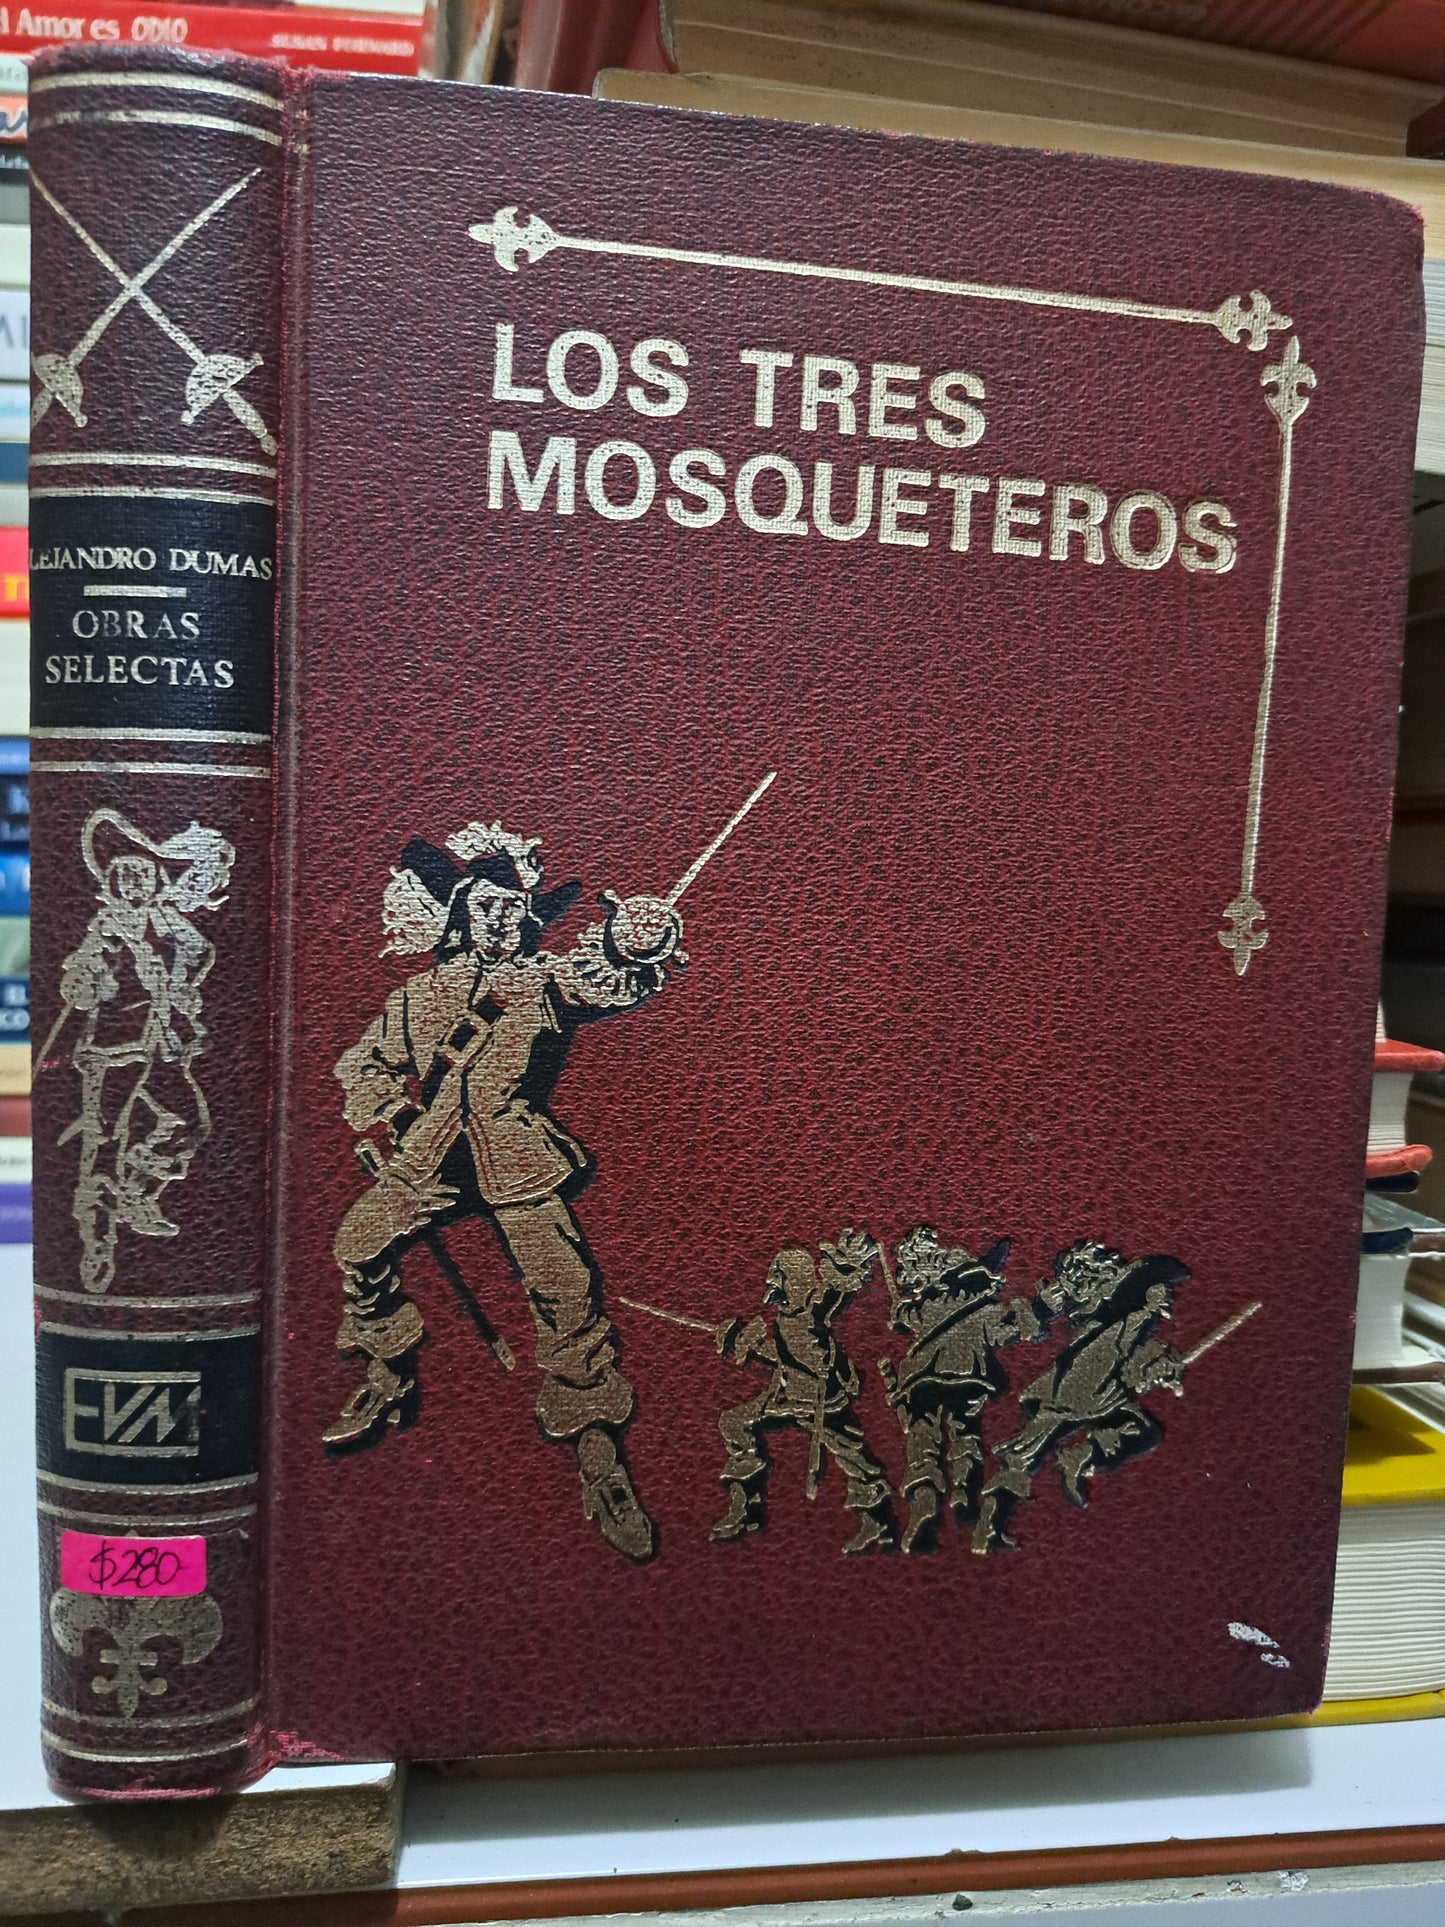 Amor es ODIO
SUSAN FORWARD
LOS TRES
MOSQUETEROS
LEJANDRO DUMAS
OBRAS
SELECTAS
EVM
$280